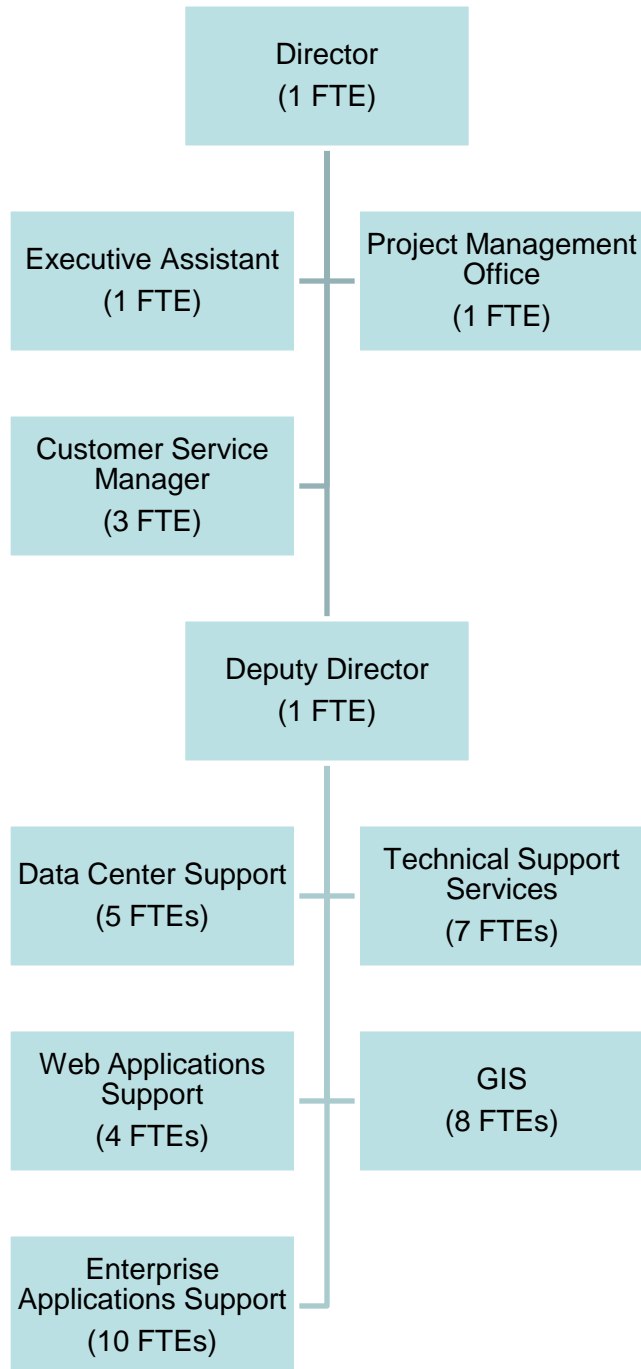 Director
(1 FTE)
Executive Assistant
(1 FTE)
Project Management
Office
(1 FTE)
Customer Service
Manager
(3 FTE)
Deputy Director
(1 FTE)
Data Center Support
(5 FTEs)
Technical Support
Services
(7 FTEs)
Web Applications
Support
(4 FTEs)
GIS
(8 FTEs)
Enterprise
Applications Support
(10 FTEs)